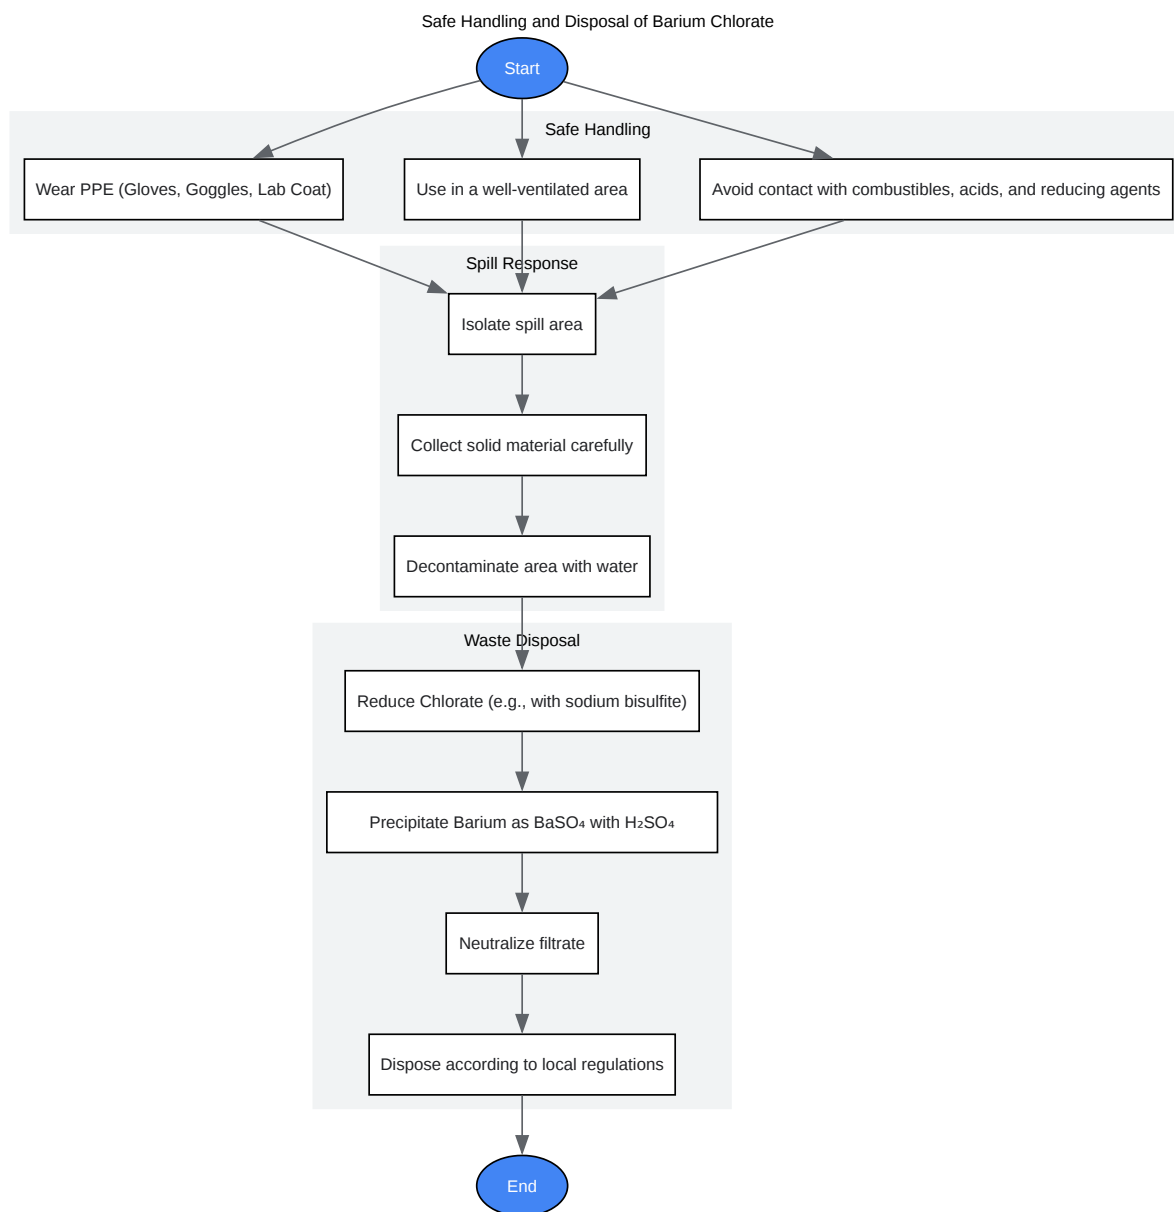 Safe Handling and Disposal of Barium Chlorate
Start
Safe Handling
Wear PPE (Gloves, Goggles, Lab Coat)
Use in a well-ventilated area
Avoid contact with combustibles, acids, and reducing agents
Spill Response
Isolate spill area
Collect solid material carefully
Decontaminate area with water
Waste Disposal
Reduce Chlorate (e.g., with sodium bisulfite)
Precipitate Barium as BaSO₄ with H₂SO₄
Neutralize filtrate
Dispose according to local regulations
End